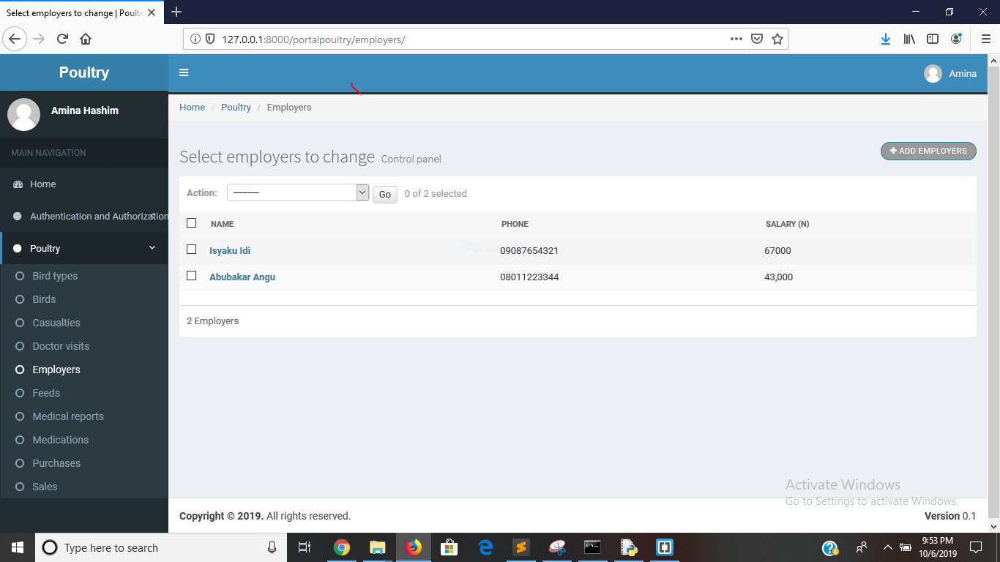 Select employers to change | Poultr
127.0.0.1:8000/portalpoultry/employers/
Poultry
Amina
Amina Hashim
Home / Poultry / Employers
MAIN NAVIGATION
Home
Authentication and Authorization
Poultry
Bird types
Birds
Casualties
Doctor visits
Employers
Feeds
Medical reports
Medications
Purchases
Sales
Select employers to change Control panel
+ ADD EMPLOYERS
Action: --------- Go 0 of 2 selected
NAME PHONE SALARY (N)
Isyaku Idi 09087654321 67000
Abubakar Angu 08011223344 43,000
2 Employers
Activate Windows
Go to Settings to activate Windows.
Copyright © 2019. All rights reserved. Version 0.1
Type here to search
9:53 PM
10/6/2019